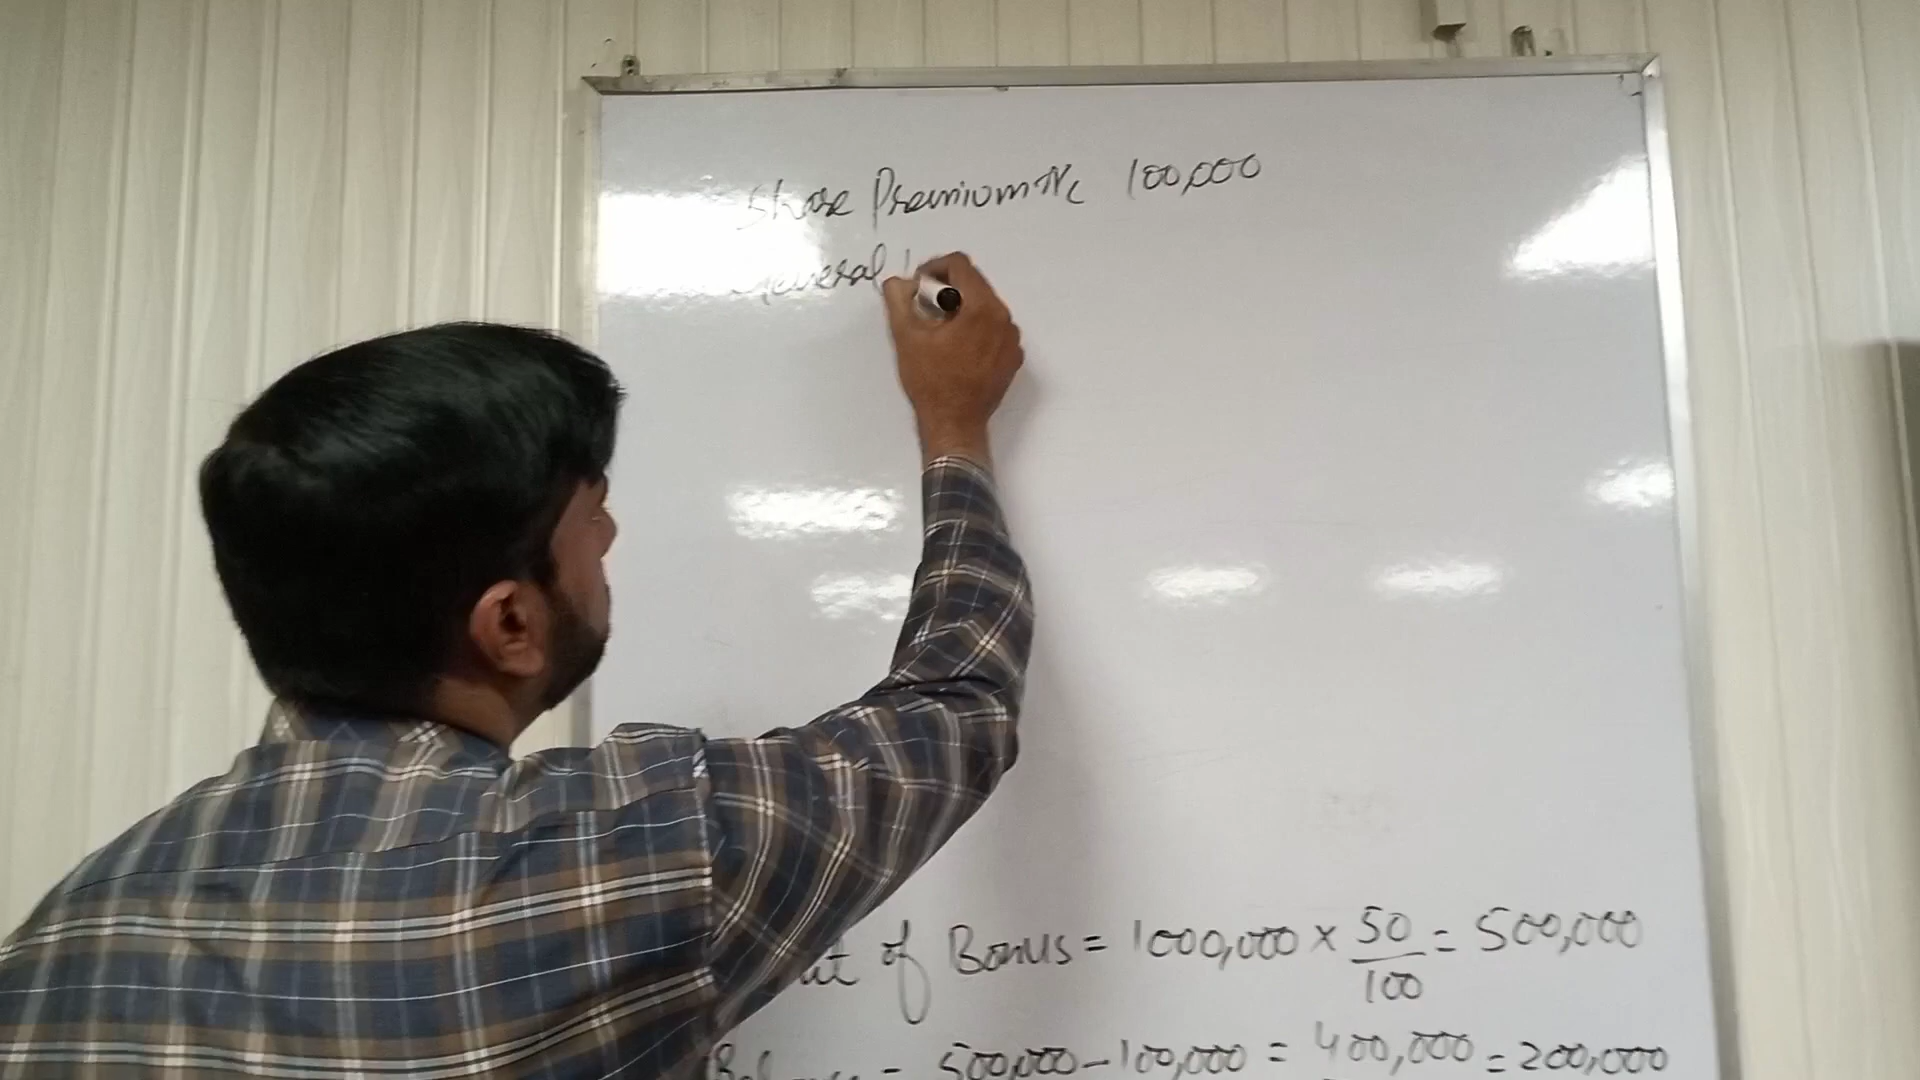 Share Premium A/c 100,000
General
of Bonus = 1000,000 × 50/100 = 500,000
= 500,000 - 100,000 = 400,000 = 200,000